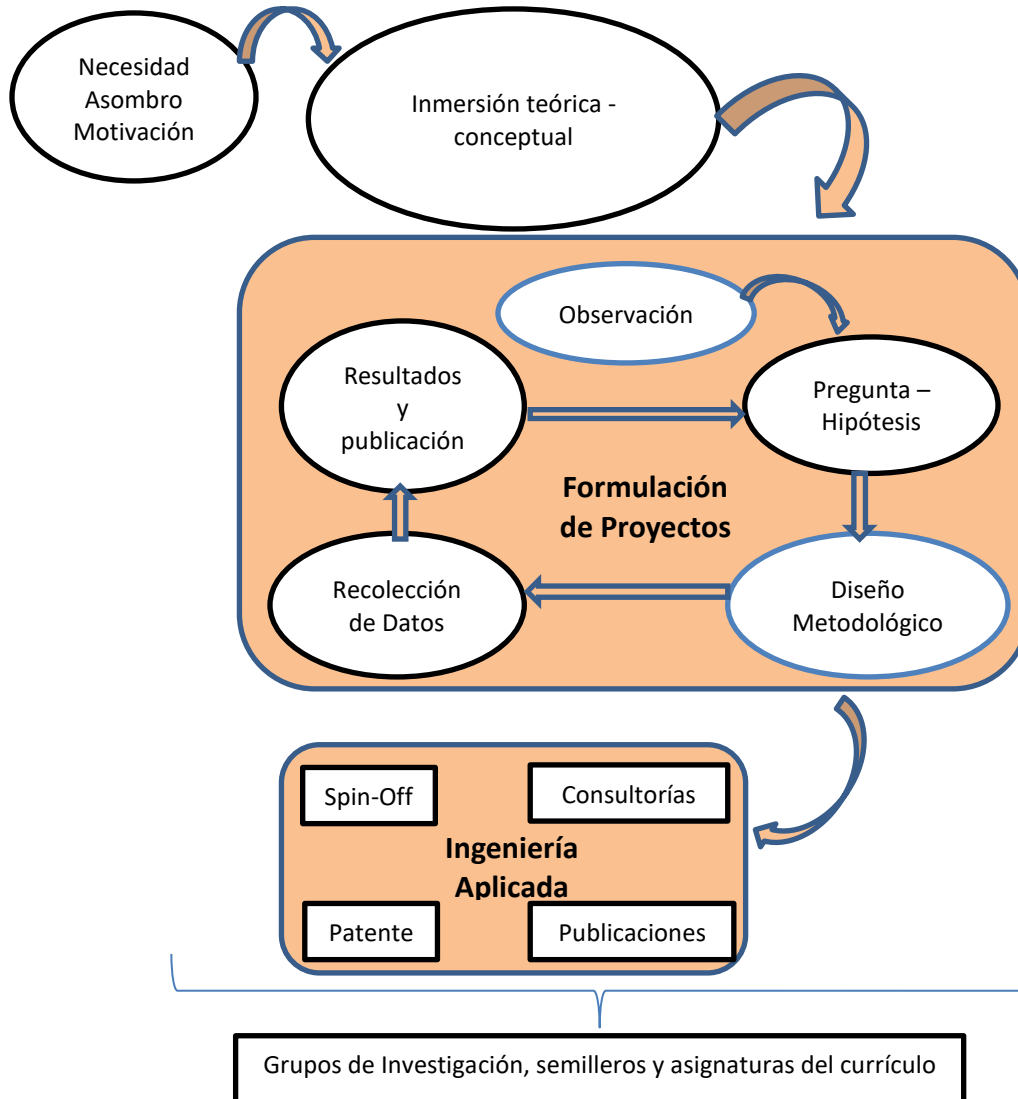 Necesidad
Asombro
Motivación
Inmersión teórica -
conceptual
Observación
Resultados
y
publicación
Pregunta –
Hipótesis
Formulación
de Proyectos
Recolección
de Datos
Diseño
Metodológico
Spin-Off
Consultorías
Ingeniería
Aplicada
Patente
Publicaciones
Grupos de Investigación, semilleros y asignaturas del currículo